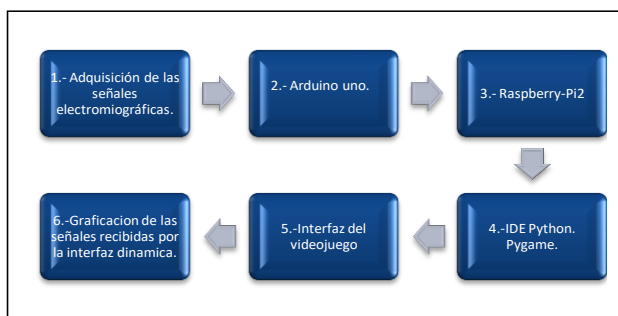 1.- Adquisición de las
señales
electromiográficas.
2.- Arduino uno.
3.- Raspberry-Pi2
4.-IDE Python.
Pygame.
5.-Interfaz del
videojuego
6.-Graficacion de las
señales recibidas por
la interfaz dinamica.